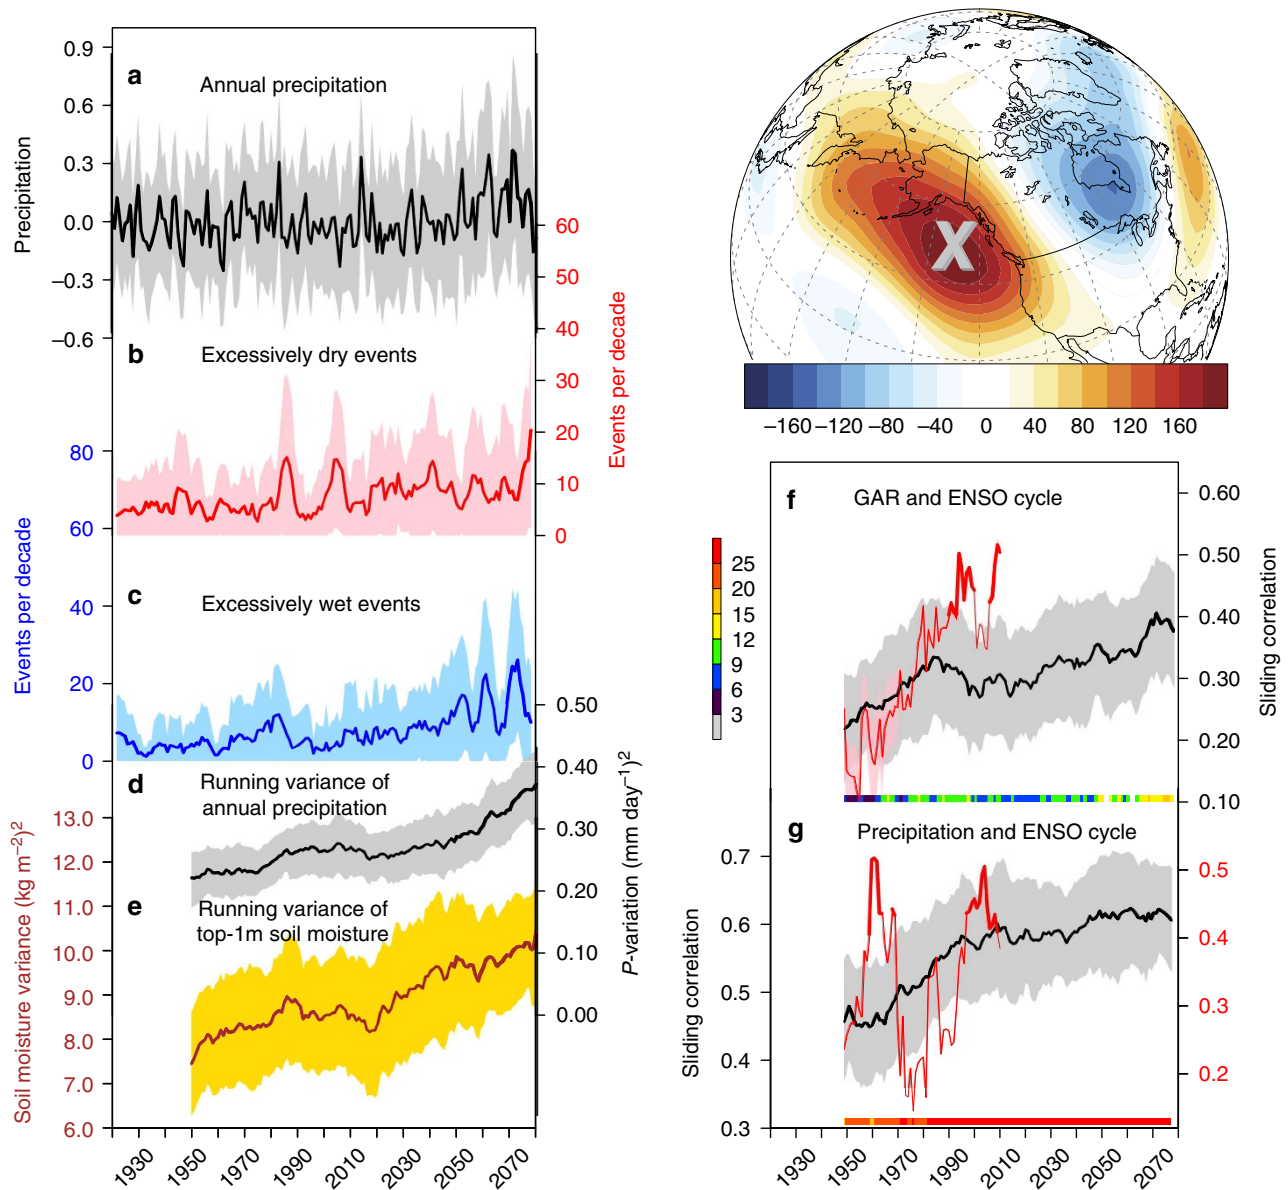 a
Annual precipitation
0.9
0.6
0.3
0.0
−0.3
−0.6
Precipitation
b
Excessively dry events
60
50
40
30
20
10
0
Events per decade
c
Excessively wet events
80
60
40
20
0
Events per decade
d
Running variance of
annual precipitation
0.50
0.40
0.30
0.20
0.10
0.00
P-variation (mm day−1)2
e
Running variance of
top-1m soil moisture
13.0
12.0
11.0
10.0
9.0
8.0
7.0
6.0
Soil moisture variance (kg m−2)2
1930
1950
1970
1990
2010
2030
2050
2070
X
−160 −120 −80 −40 0 40 80 120 160
25
20
15
12
9
6
3
f
GAR and ENSO cycle
0.60
0.50
0.40
0.30
0.20
0.10
Sliding correlation
g
Precipitation and ENSO cycle
0.7
0.6
0.5
0.4
0.3
Sliding correlation
0.5
0.4
0.3
0.2
1930
1950
1970
1990
2010
2030
2050
2070